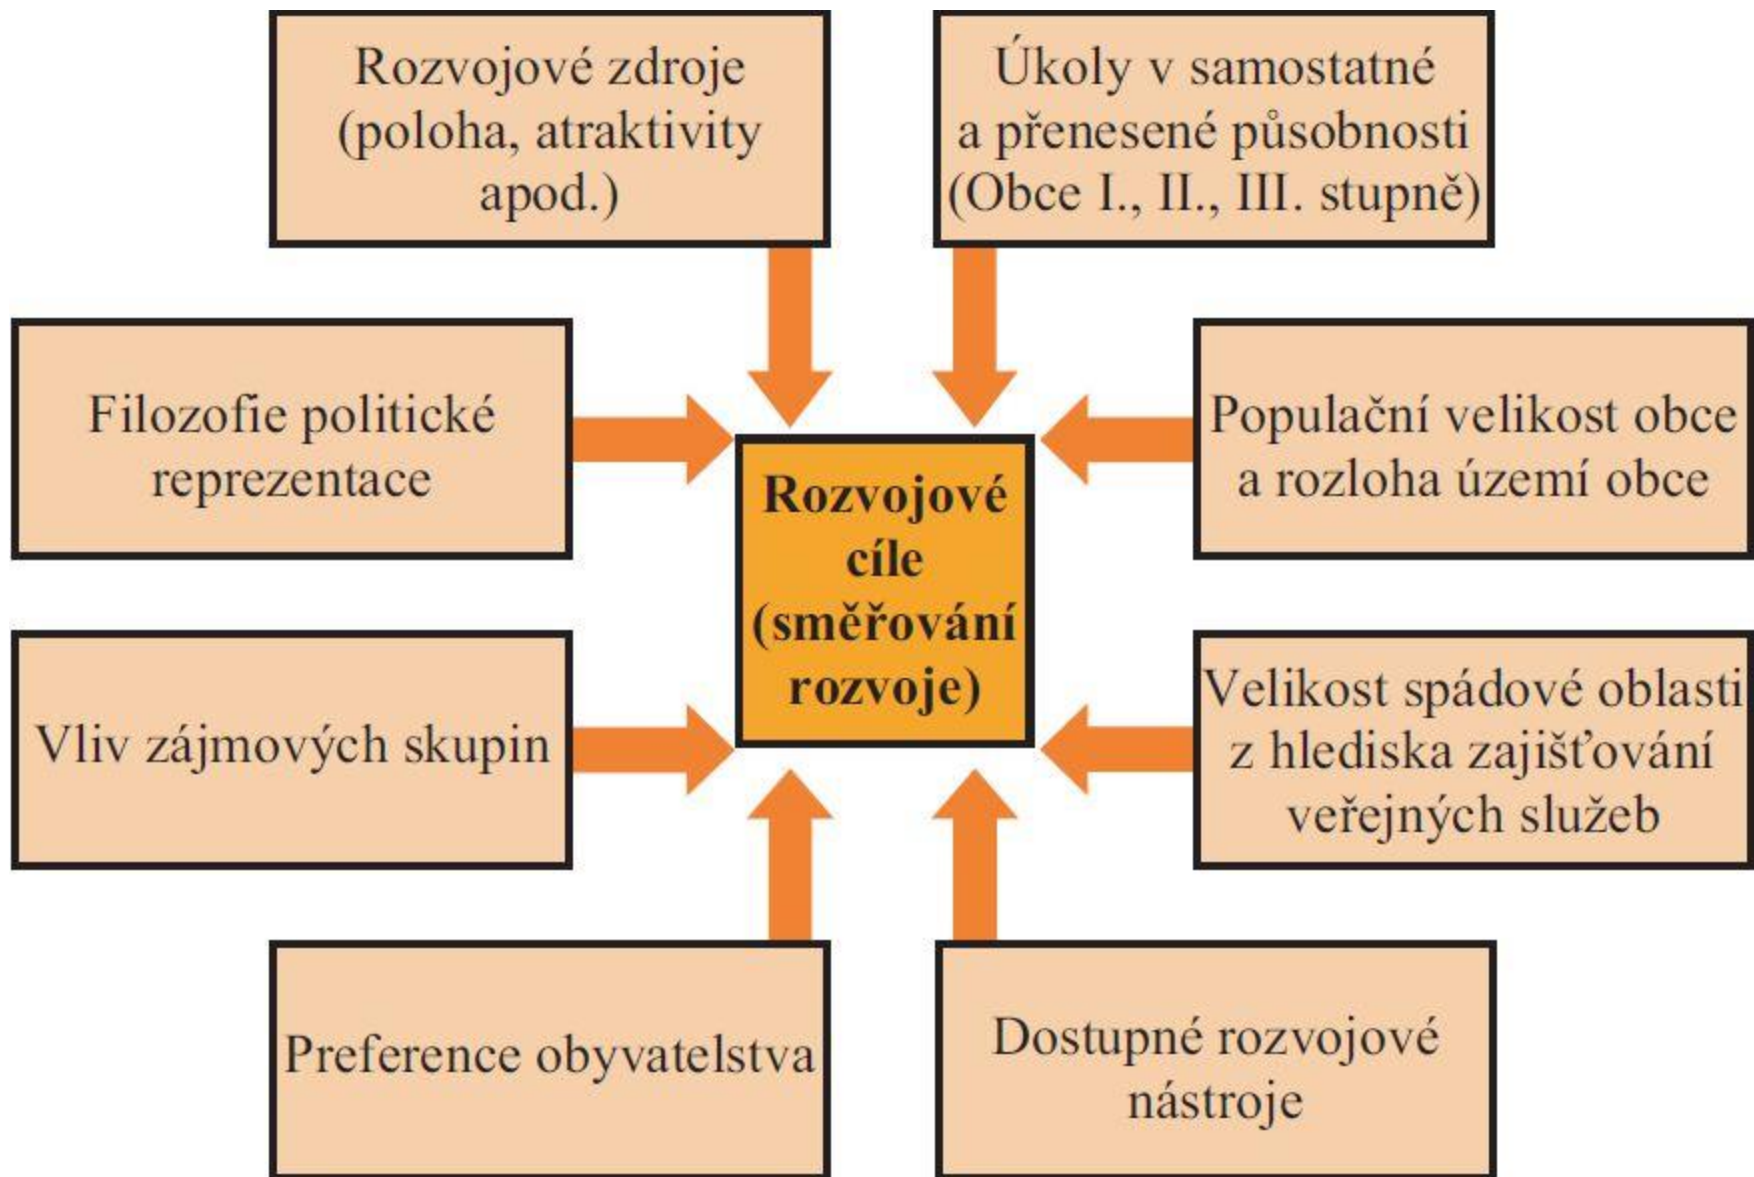 Rozvojové zdroje
(poloha, atraktivity
apod.)
Úkoly v samostatné
a přenesené působnosti
(Obce I., II., III. stupně)
Filozofie politické
reprezentace
Populační velikost obce
a rozloha území obce
Rozvojové
cíle
(směřování
rozvoje)
Vliv zájmových skupin
Velikost spádové oblasti
z hlediska zajišťování
veřejných služeb
Preference obyvatelstva
Dostupné rozvojové
nástroje